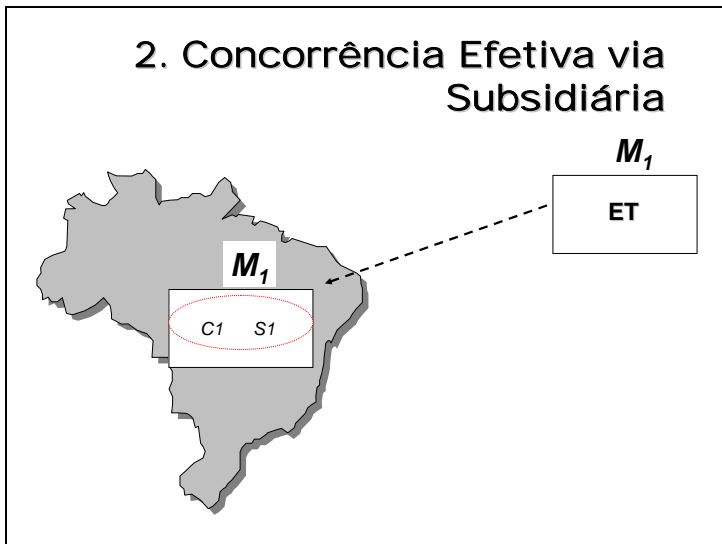 2. Concorrência Efetiva via
Subsidiária
M1
ET
M1
C1 S1